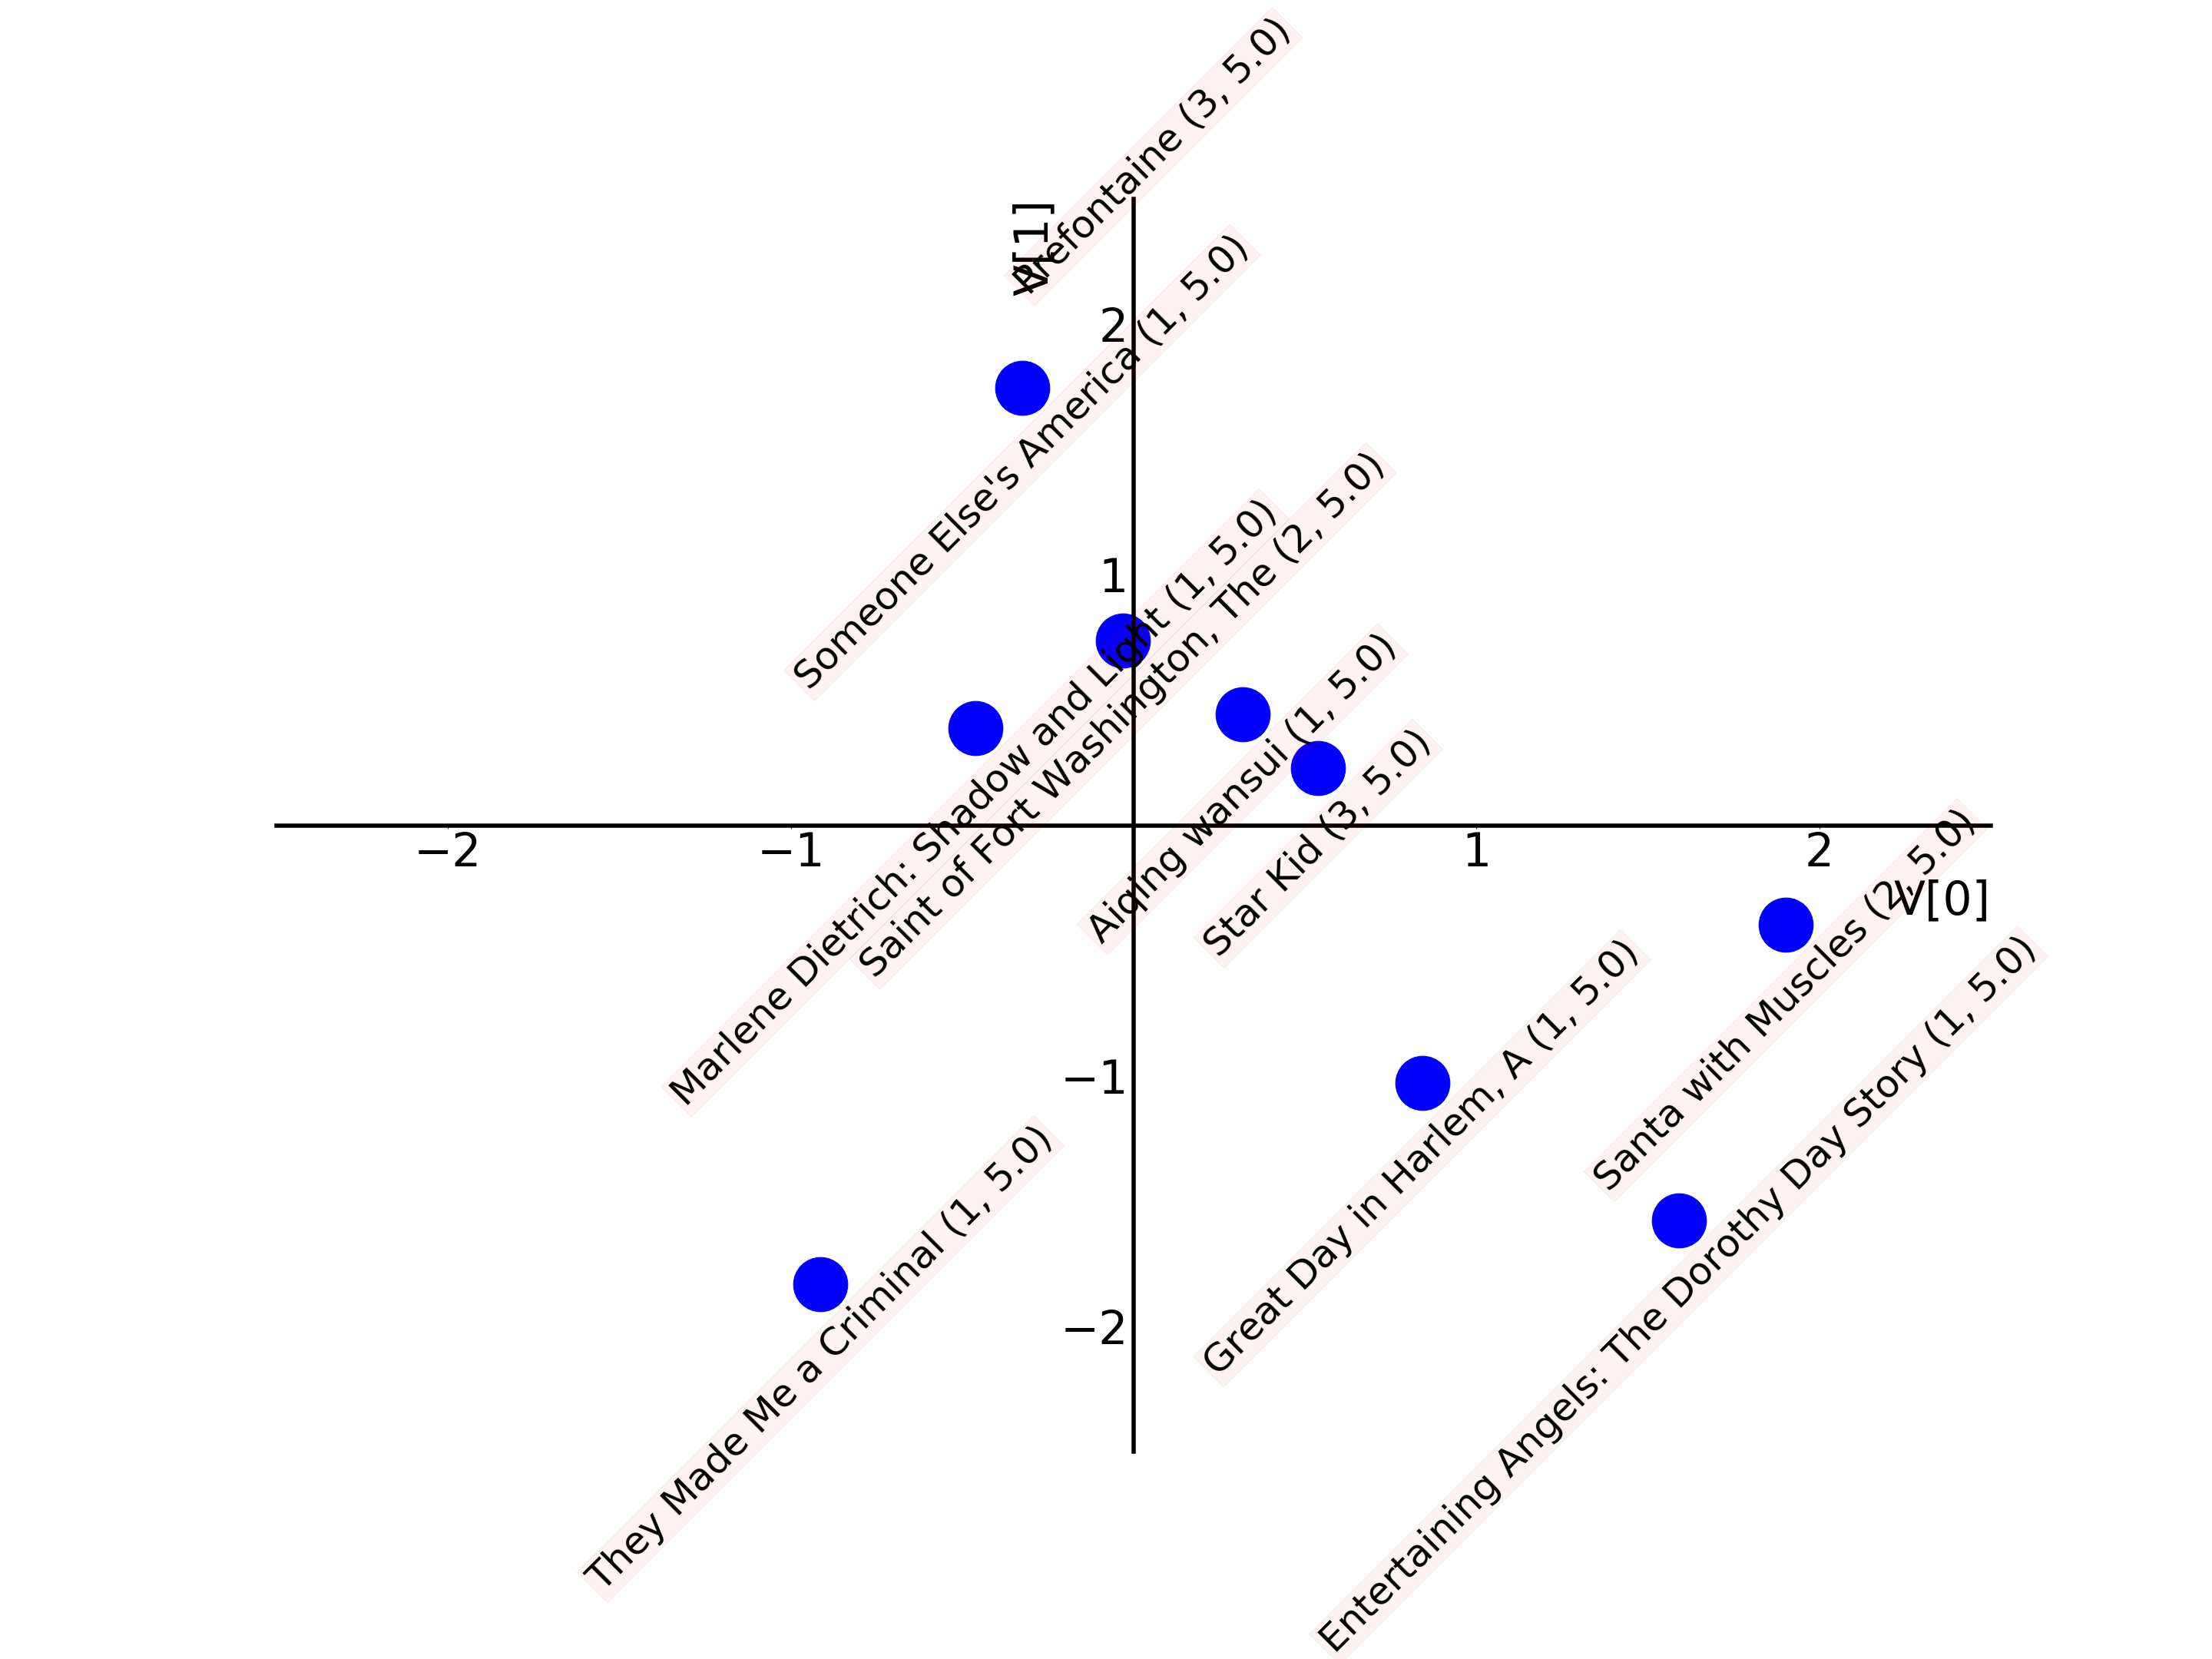 Prefontaine (3, 5.0)
V[1]
Someone Else's America (1, 5.0)
2
1
Marlene Dietrich: Shadow and Light (1, 5.0)
Saint of Fort Washington, The (2, 5.0)
Aiqing wansui (1, 5.0)
Star Kid (3, 5.0)
−2
−1
1
2
V[0]
Santa with Muscles (2, 5.0)
−1
Great Day in Harlem, A (1, 5.0)
Entertaining Angels: The Dorothy Day Story (1, 5.0)
They Made Me a Criminal (1, 5.0)
−2